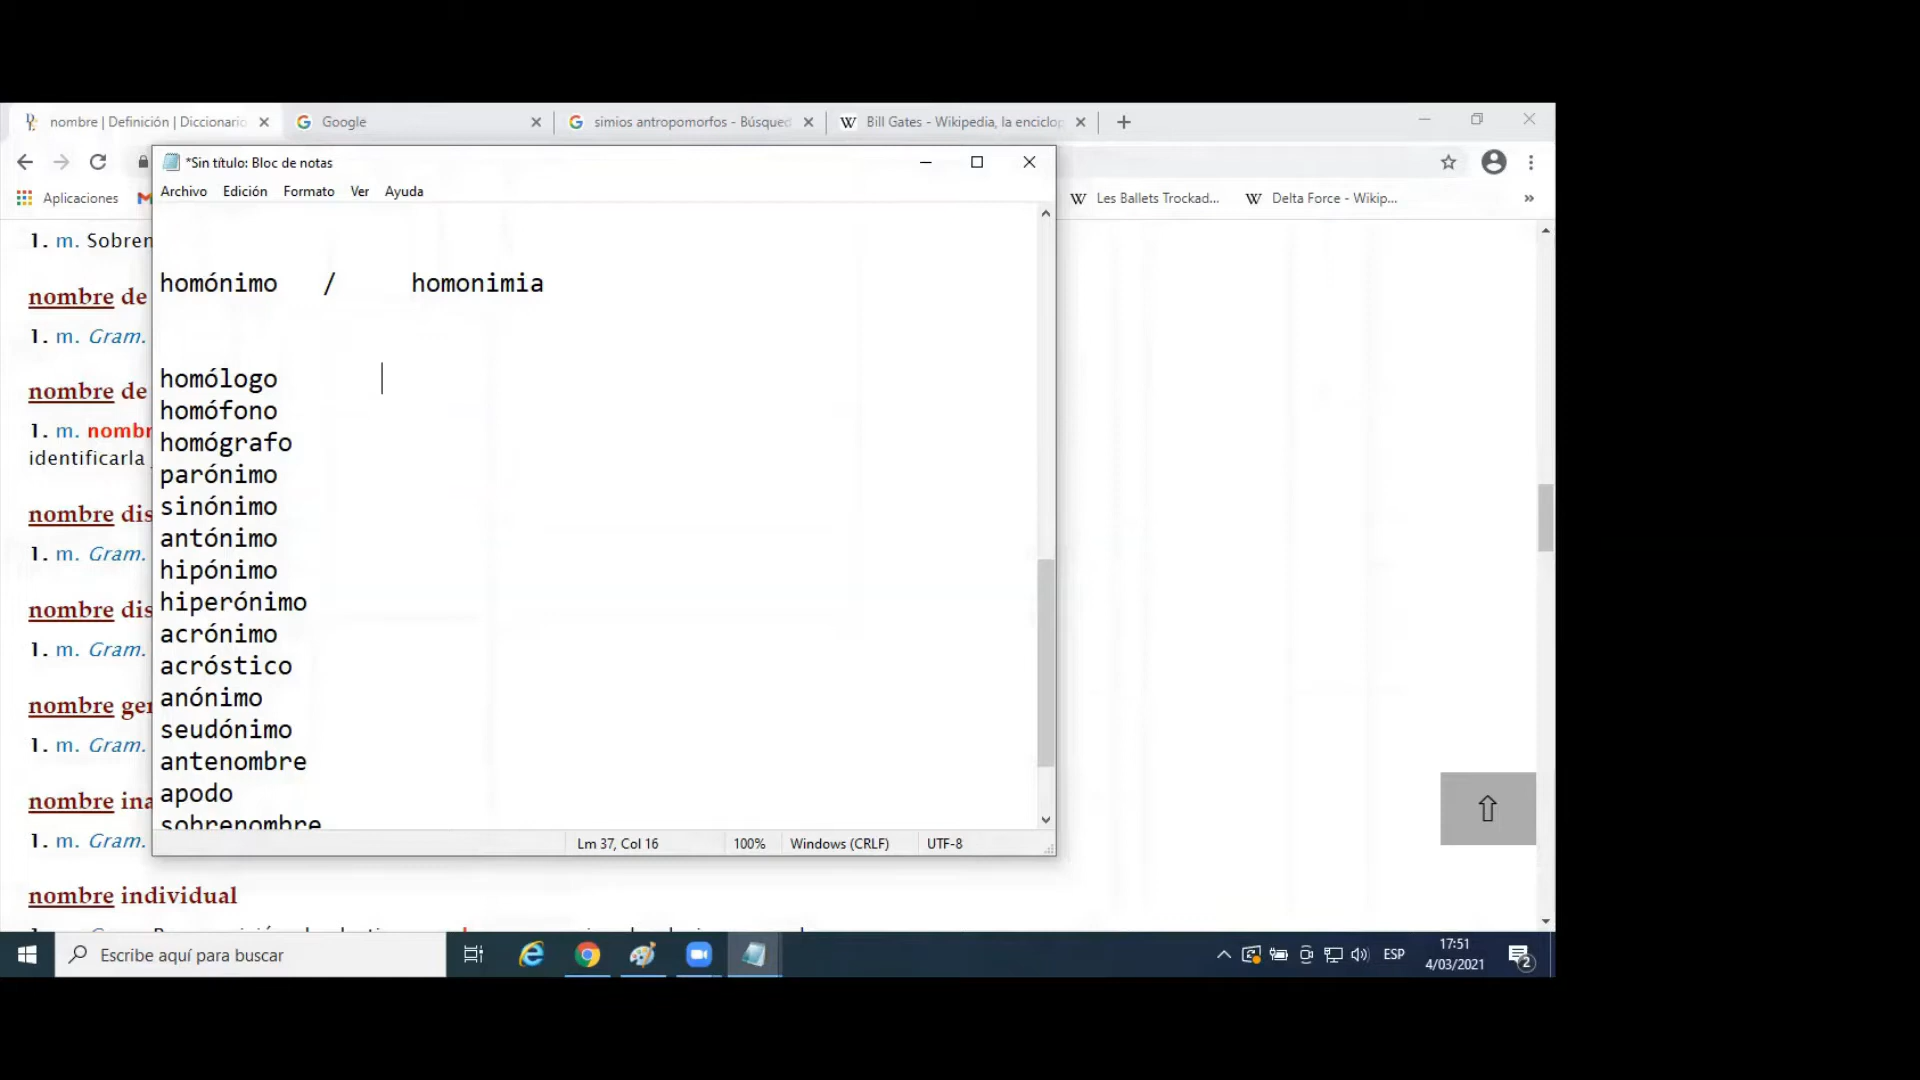 nombre | Definición | Diccionario
Google
simios antropomorfos - Búsqued
Bill Gates - Wikipedia, la enciclop
Aplicaciones
Les Ballets Trockad...
Delta Force - Wikip...
*Sin título: Bloc de notas
Archivo Edición Formato Ver Ayuda
homónimo / homonimia
homólogo
homófono
homógrafo
parónimo
sinónimo
antónimo
hipónimo
hiperónimo
acrónimo
acróstico
anónimo
seudónimo
antenombre
apodo
sobrenombre
Lm 37, Col 16 100% Windows (CRLF) UTF-8
1. m. Sobren
nombre de
1. m. Gram.
nombre de
1. m. nombr
identificarla
nombre dis
1. m. Gram.
nombre dis
1. m. Gram.
nombre ger
1. m. Gram.
nombre ina
1. m. Gram.
nombre individual
Escribe aquí para buscar
ESP
17:51
4/03/2021
2